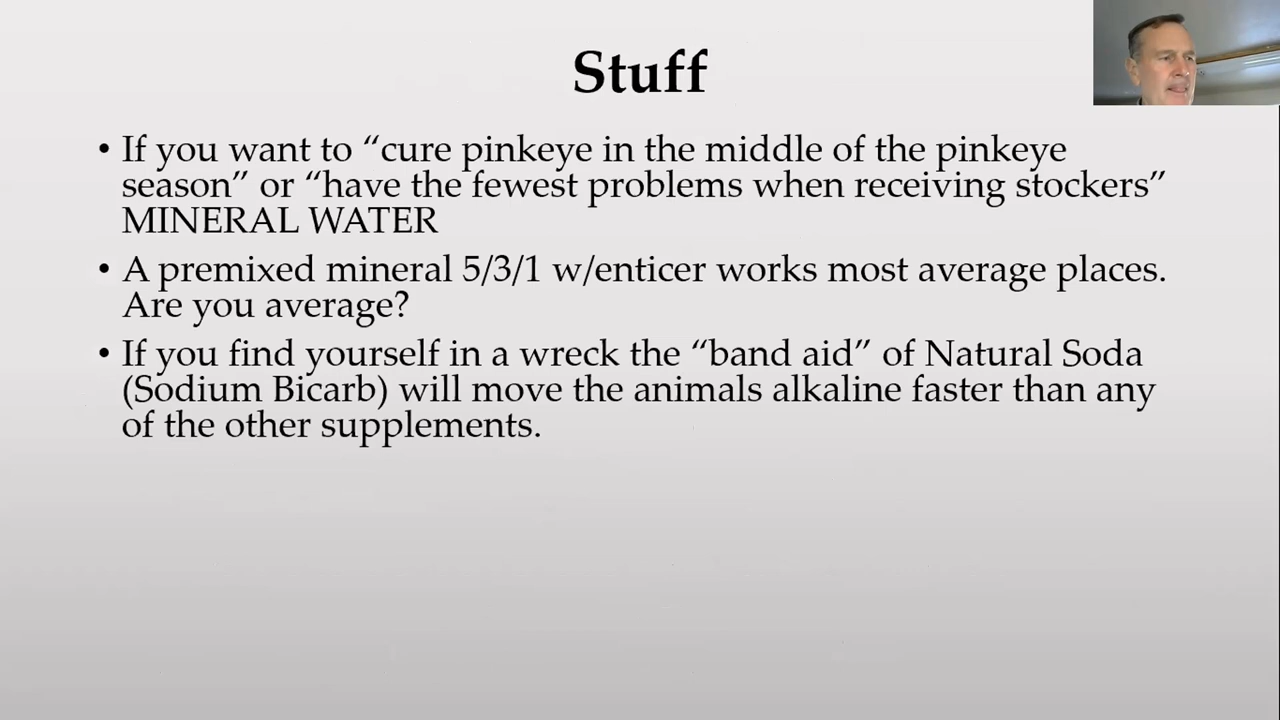 Stuff
• If you want to “cure pinkeye in the middle of the pinkeye
season” or “have the fewest problems when receiving stockers”
MINERAL WATER
• A premixed mineral 5/3/1 w/enticer works most average places.
Are you average?
• If you find yourself in a wreck the “band aid” of Natural Soda
(Sodium Bicarb) will move the animals alkaline faster than any
of the other supplements.